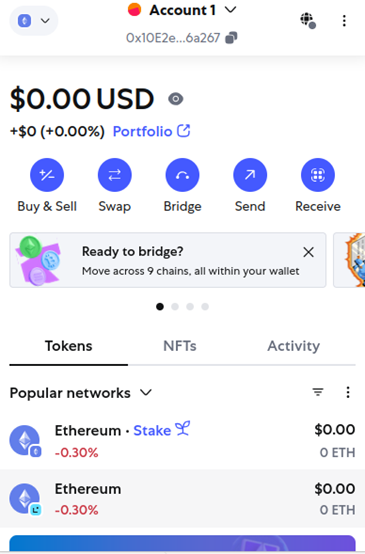 Account 1
0x10E2e...6a267
$0.00 USD
+$0 (+0.00%) Portfolio
Buy & Sell Swap Bridge Send Receive
Ready to bridge?
Move across 9 chains, all within your wallet
Tokens NFTs Activity
Popular networks
Ethereum • Stake $0.00
-0.30% 0 ETH
Ethereum $0.00
-0.30% 0 ETH